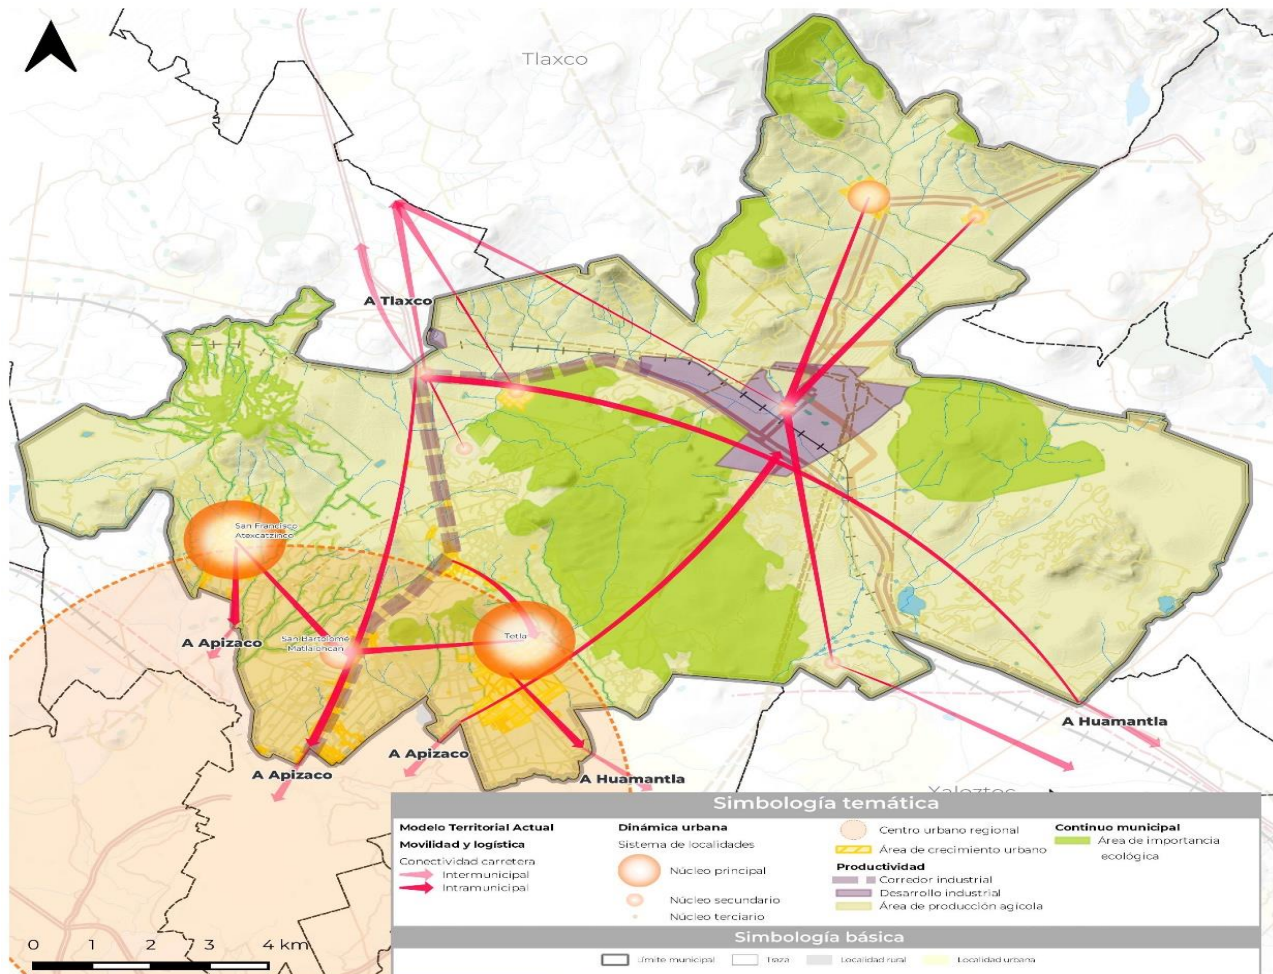 Tlaxco
A Tlaxco
San Francisco
Atexcatzinco
A Apizaco
San Bartolomé
Matlalohcan
Tetla
A Apizaco
A Apizaco
A Huamantla
A Huamantla
Xaloztoc
Simbología temática
Modelo Territorial Actual
Movilidad y logística
Conectividad carretera
Intermunicipal
Intramunicipal
Dinámica urbana
Sistema de localidades
Núcleo principal
Núcleo secundario
Núcleo terciario
Centro urbano regional
Área de crecimiento urbano
Productividad
Corredor industrial
Desarrollo industrial
Área de producción agícola
Continuo municipal
Área de importancia
ecológica
Simbología básica
Límite municipal
Traza
Localidad rural
Localidad urbana
0 1 2 3 4 km